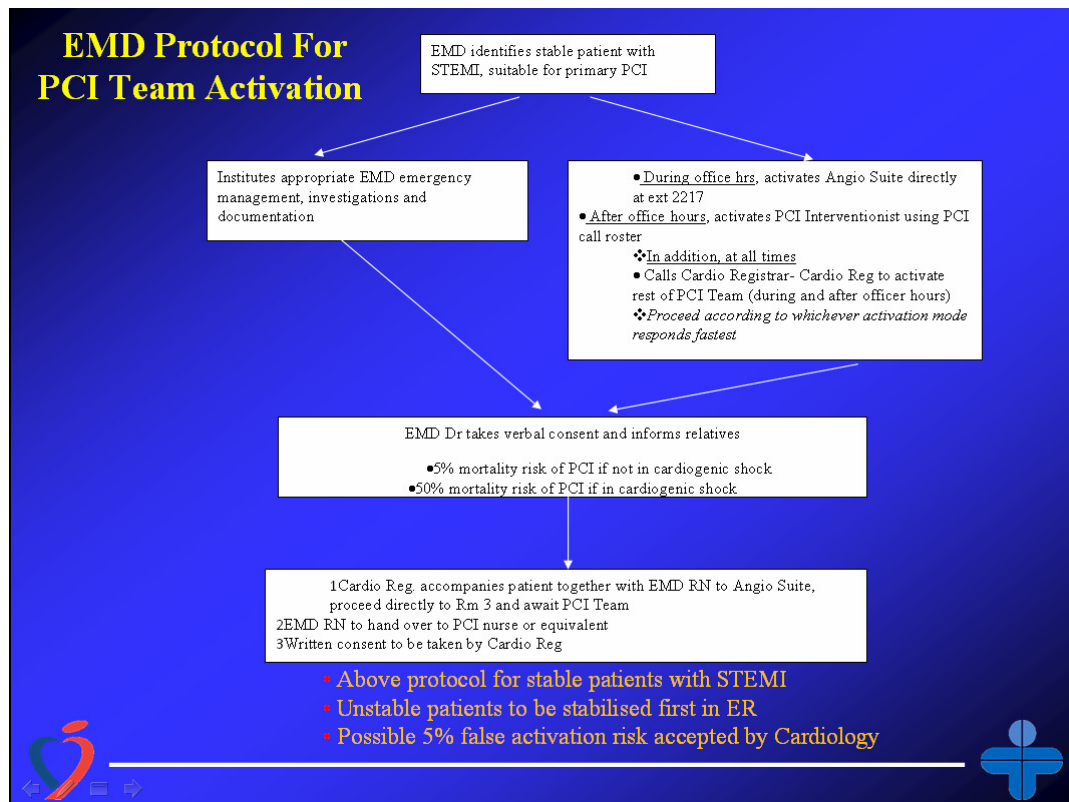 EMD Protocol For
PCI Team Activation
EMD identifies stable patient with
STEMI, suitable for primary PCI
Institutes appropriate EMD emergency
management, investigations and
documentation
•During office hrs, activates Angio Suite directly
at ext 2217
•After office hours, activates PCI Interventionist using PCI
call roster
❖In addition, at all times
•Calls Cardio Registrar- Cardio Reg to activate
rest of PCI Team (during and after officer hours)
❖Proceed according to whichever activation mode
responds fastest
EMD Dr takes verbal consent and informs relatives
•5% mortality risk of PCI if not in cardiogenic shock
•50% mortality risk of PCI if in cardiogenic shock
1Cardio Reg. accompanies patient together with EMD RN to Angio Suite,
proceed directly to Rm 3 and await PCI Team
2EMD RN to hand over to PCI nurse or equivalent
3Written consent to be taken by Cardio Reg
• Above protocol for stable patients with STEMI
• Unstable patients to be stabilised first in ER
• Possible 5% false activation risk accepted by Cardiology